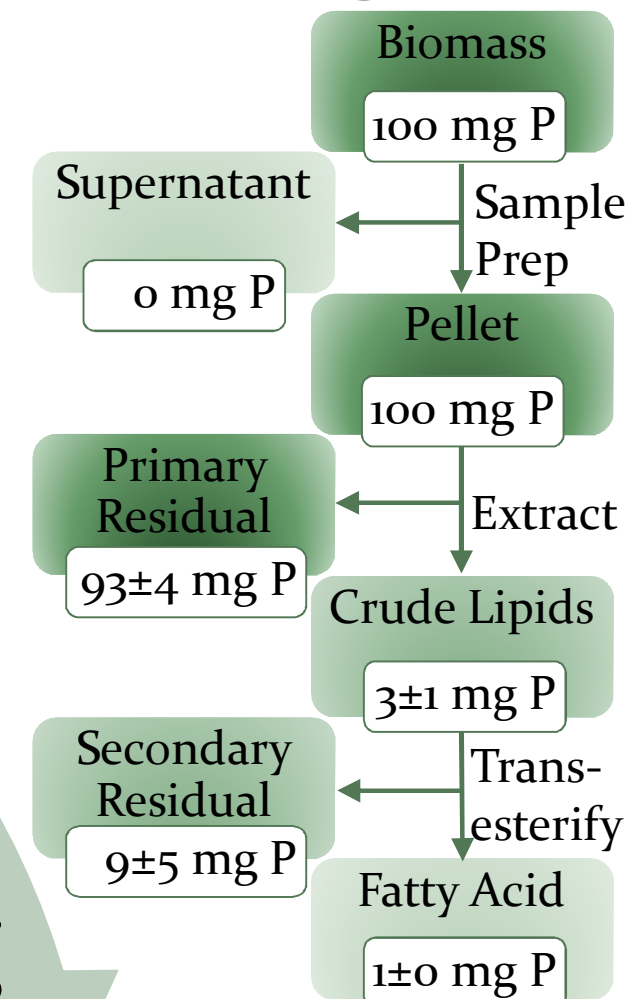 Biomass
100 mg P
Supernatant
Sample
Prep
0 mg P
Pellet
100 mg P
Primary
Residual
Extract
93±4 mg P
Crude Lipids
3±1 mg P
Secondary
Residual
Trans-
esterify
9±5 mg P
Fatty Acid
1±0 mg P